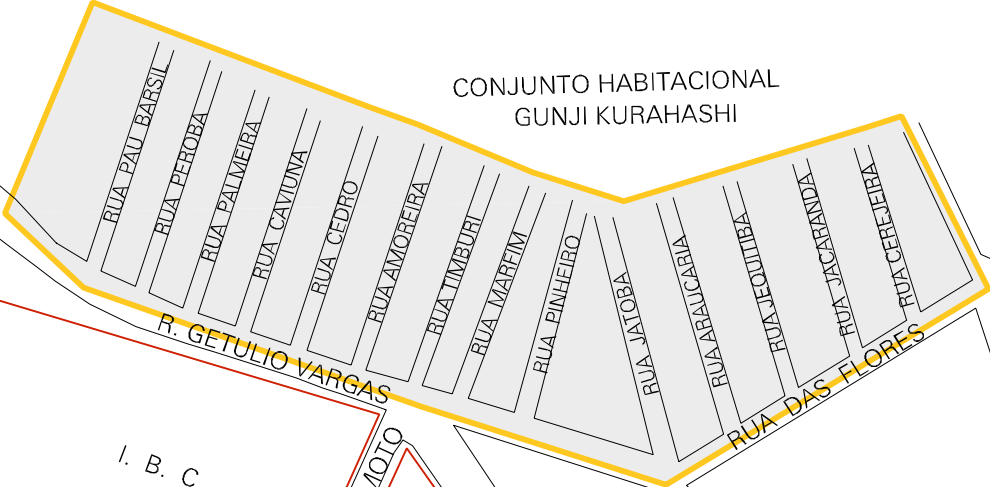 CONJUNTO HABITACIONAL
GUNJI KURAHASHI
RUA PAU BARSIL
RUA PEROBA
RUA PALMEIRA
RUA CAVIUNA
RUA CEDRO
RUA AMOREIRA
RUA TIMBURI
RUA MARFIM
RUA PINHEIRO
RUA JATOBA
RUA ARAUCARIA
RUA JEQUITIBA
RUA JACARANDA
RUA CEREJEIRA
R. GETULIO VARGAS
RUA DAS FLORES
I. B. C
MOTO